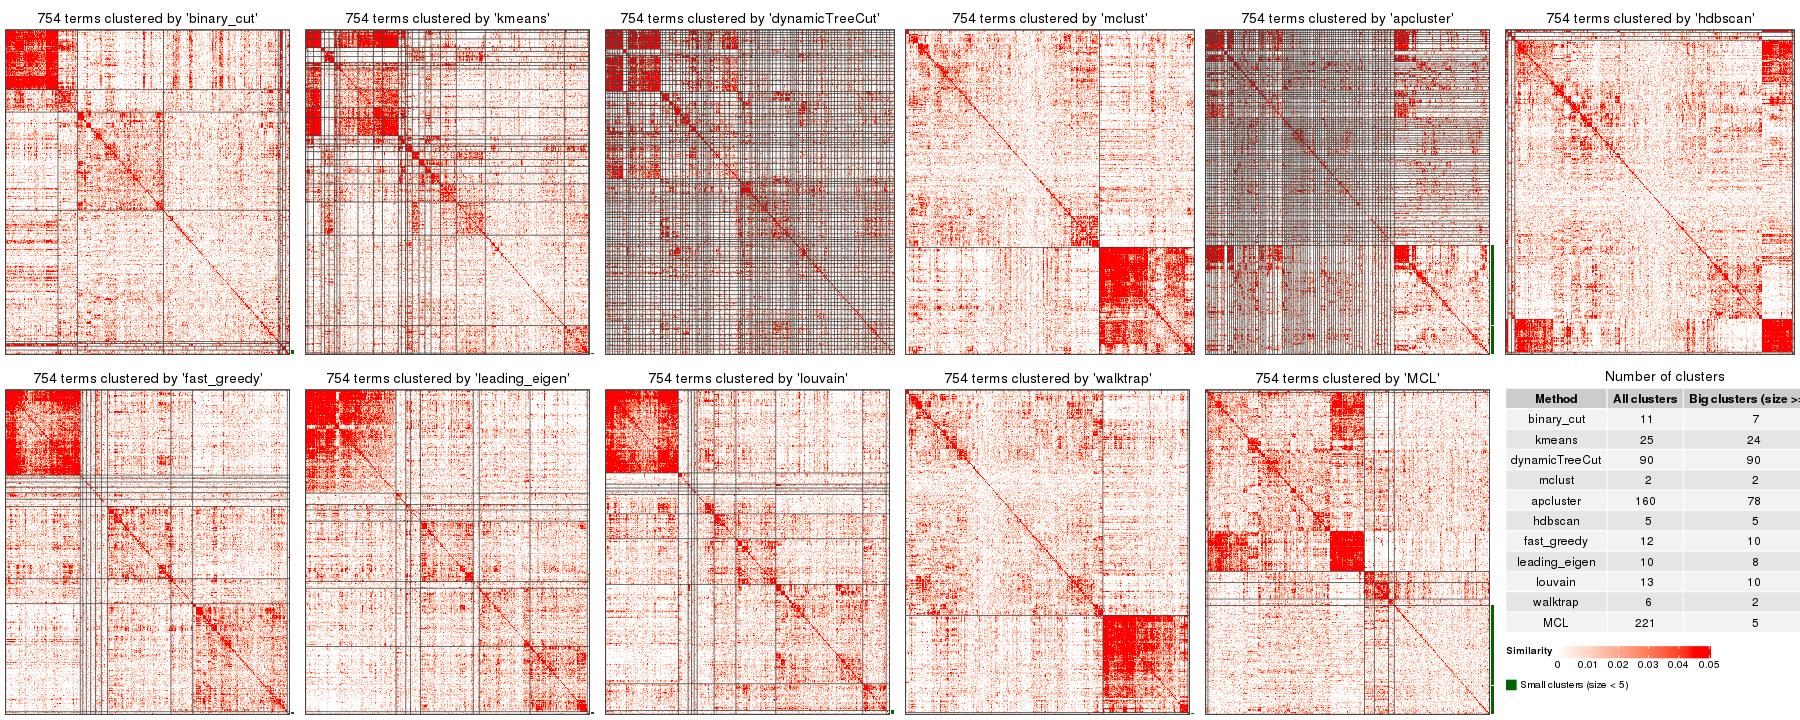 754 terms clustered by 'binary_cut'
754 terms clustered by 'kmeans'
754 terms clustered by 'dynamicTreeCut'
754 terms clustered by 'mclust'
754 terms clustered by 'apcluster'
754 terms clustered by 'hdbscan'
754 terms clustered by 'fast_greedy'
754 terms clustered by 'leading_eigen'
754 terms clustered by 'louvain'
754 terms clustered by 'walktrap'
754 terms clustered by 'MCL'
Number of clusters
Method All clusters Big clusters (size >=
binary_cut 11 7
kmeans 25 24
dynamicTreeCut 90 90
mclust 2 2
apcluster 160 78
hdbscan 5 5
fast_greedy 12 10
leading_eigen 10 8
louvain 13 10
walktrap 6 2
MCL 221 5
Similarity
0 0.01 0.02 0.03 0.04 0.05
Small clusters (size < 5)